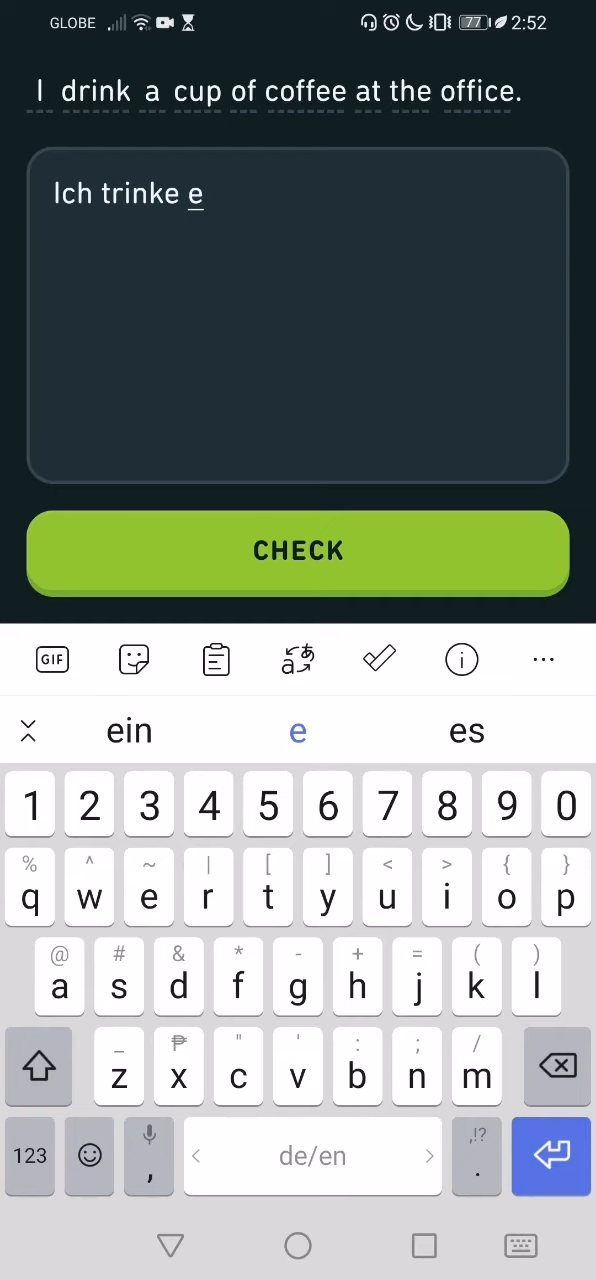 GLOBE 77 2:52
I drink a cup of coffee at the office.
Ich trinke e
CHECK
GIF
ein e es
1 2 3 4 5 6 7 8 9 0
% ^ ~ | [ ] < > { }
q w e r t y u i o p
@ # & * - + = ( )
a s d f g h j k l
_ ₱ " ' : ; /
z x c v b n m
123 , < de/en > ,!? .